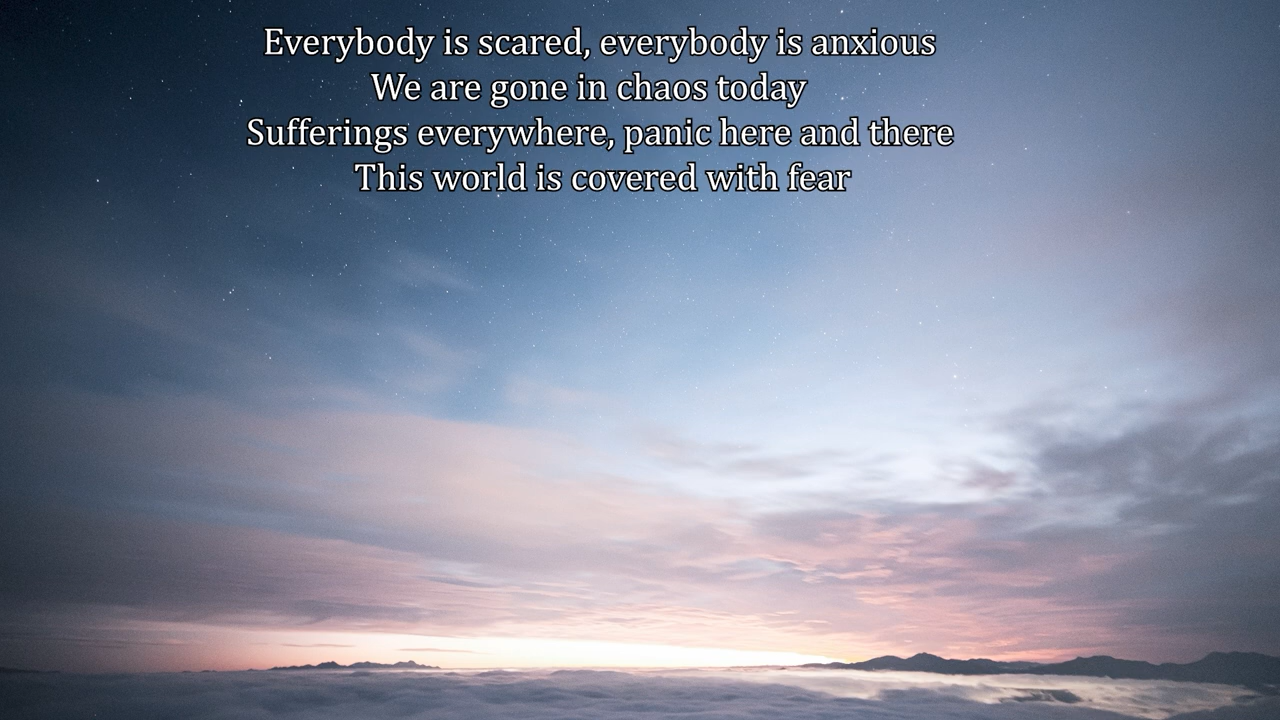 Everybody is scared, everybody is anxious
We are gone in chaos today
Sufferings everywhere, panic here and there
This world is covered with fear